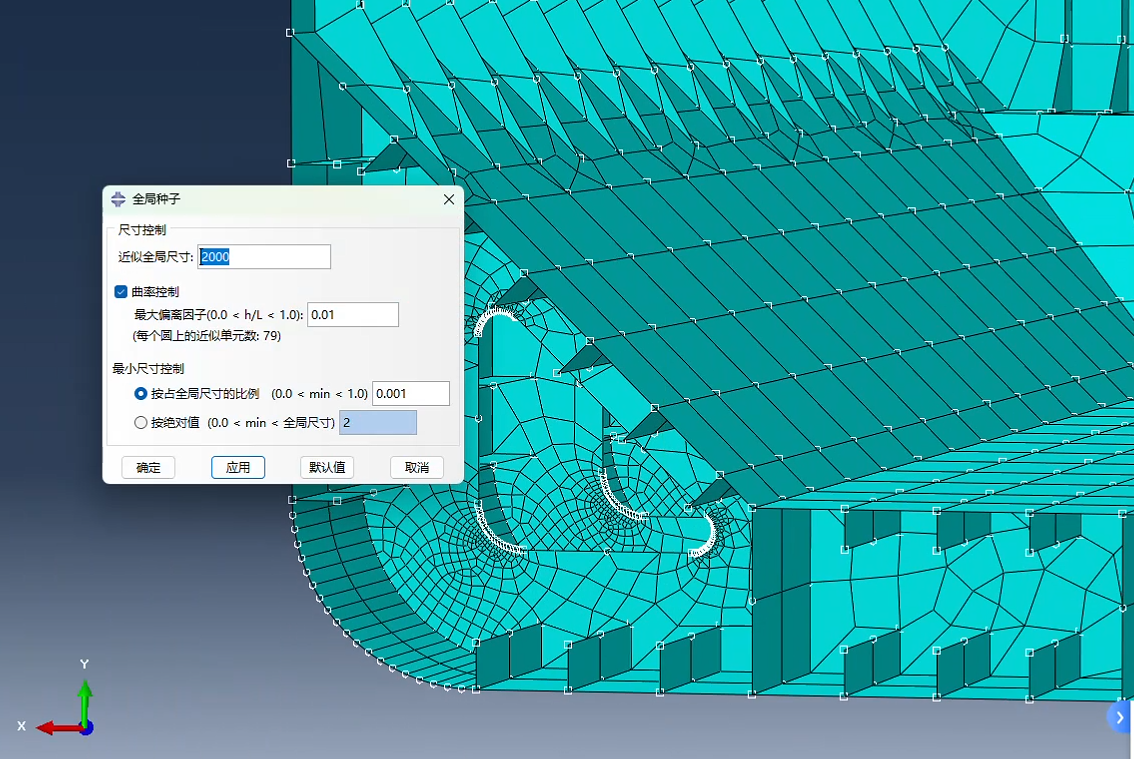 全局种子
尺寸控制
近似全局尺寸: 2000
曲率控制
最大偏离因子(0.0 < h/L < 1.0): 0.01
(每个圆上的近似单元数: 79)
最小尺寸控制
按占全局尺寸的比例 (0.0 < min < 1.0) 0.001
按绝对值 (0.0 < min < 全局尺寸) 2
确定 应用 默认值 取消
Y
X